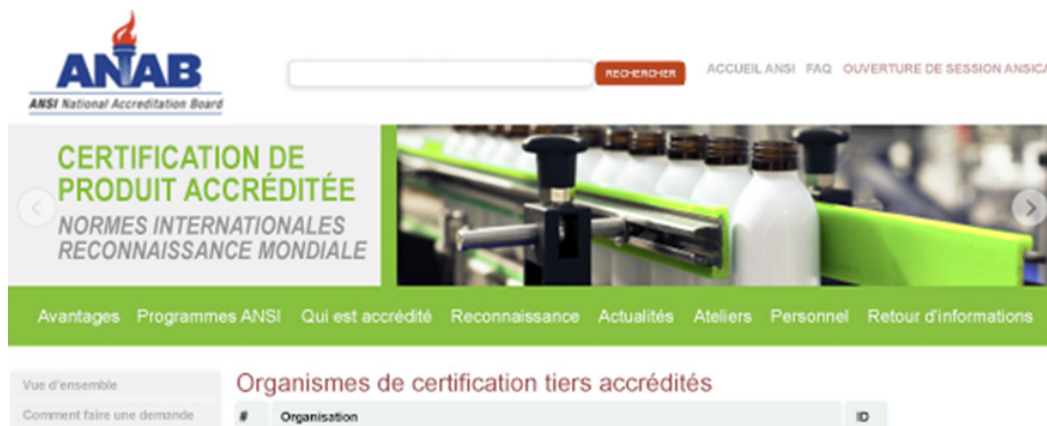 ANAB
ANSI National Accreditation Board
RECHERCHER
ACCUEIL ANSI FAQ OUVERTURE DE SESSION ANSICA
CERTIFICATION DE
PRODUIT ACCRÉDITÉE
NORMES INTERNATIONALES
RECONNAISSANCE MONDIALE
Avantages Programmes ANSI Qui est accrédité Reconnaissance Actualités Ateliers Personnel Retour d'informations
Vue d'ensemble
Comment faire une demande
Organismes de certification tiers accrédités
# Organisation ID